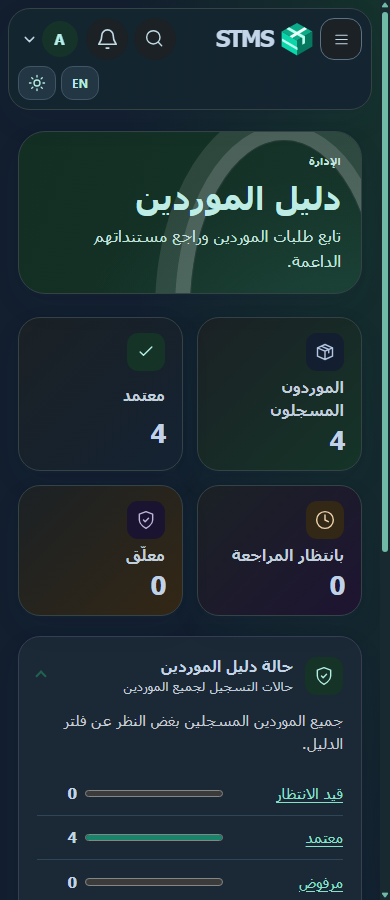 STMS
A
EN
الإدارة
دليل الموردين
تابع طلبات الموردين وراجع مستنداتهم
الداعمة.
الموردون
المسجلون
4
معتمد
4
بانتظار المراجعة
0
معلّق
0
حالة دليل الموردين
حالات التسجيل لجميع الموردين
جميع الموردين المسجلين بغض النظر عن فلتر
الدليل.
قيد الانتظار 0
معتمد 4
مرفوض 0